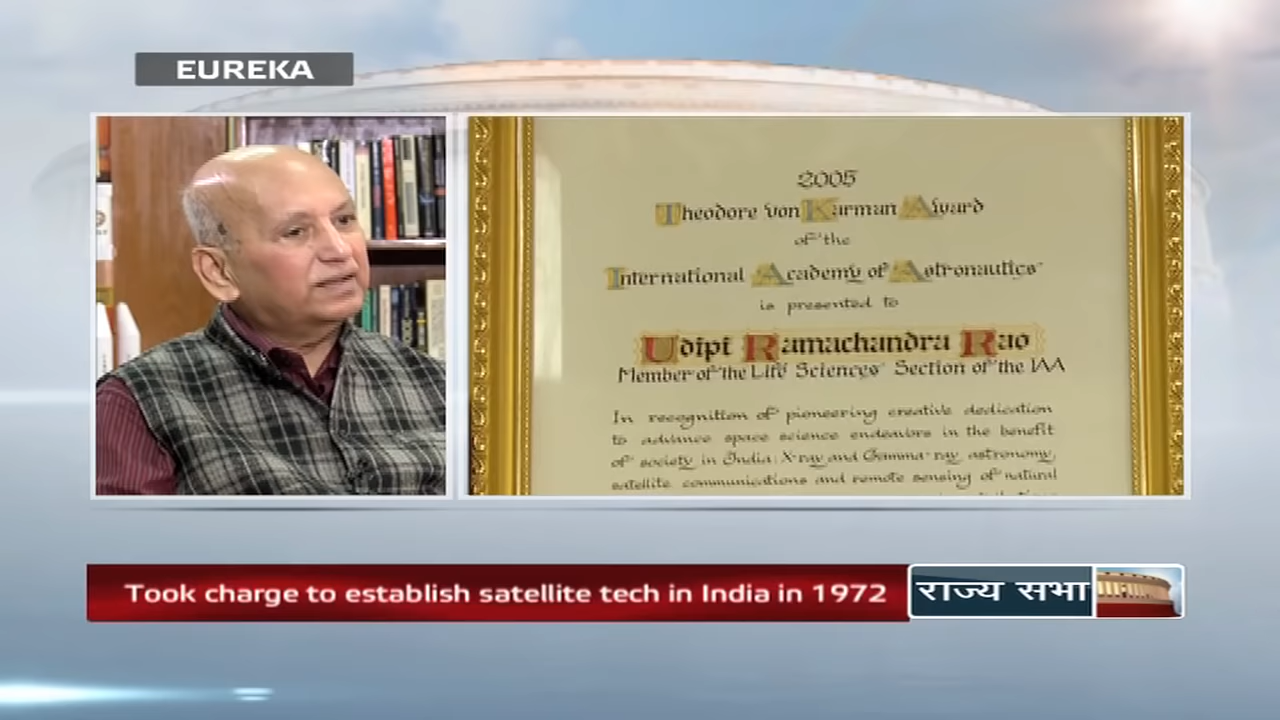 EUREKA
2005
Theodore von Karman Award
of the
International Academy of Astronautics
is presented to
Udipi Ramachandra Rao
Member of the Life Sciences Section of the IAA
In recognition of pioneering creative dedication
to advance space science endeavors in the benefit
of society in India: X-ray and Gamma-ray astronomy,
satellite communications and remote sensing of natural
Took charge to establish satellite tech in India in 1972
राज्य सभा